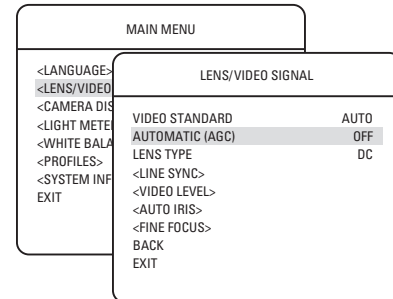 MAIN MENU
<LANGUAGE>
<LENS/VIDEO
<CAMERA DIS
<LIGHT METE
<WHITE BALA
<PROFILES>
<SYSTEM INF
EXIT
LENS/VIDEO SIGNAL
VIDEO STANDARD AUTO
AUTOMATIC (AGC) OFF
LENS TYPE DC
<LINE SYNC>
<VIDEO LEVEL>
<AUTO IRIS>
<FINE FOCUS>
BACK
EXIT